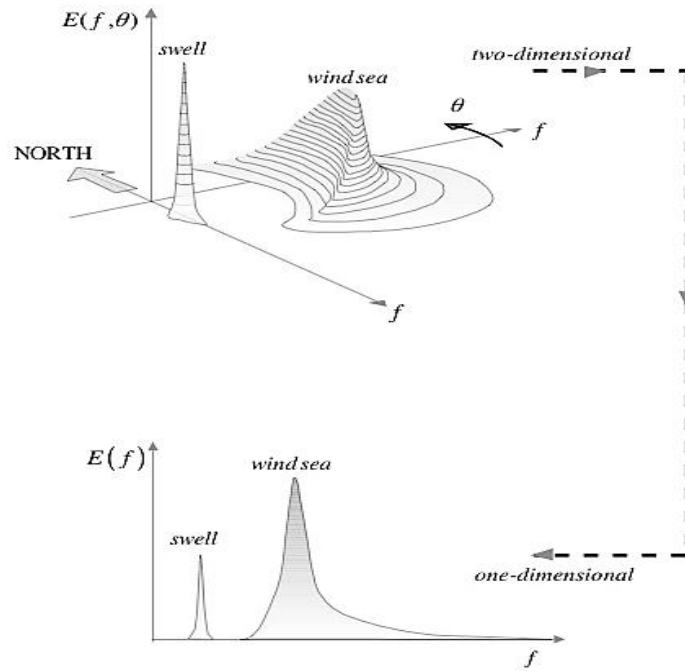 E(f,θ)
swell
two-dimensional
wind sea
θ
f
NORTH
f
E(f)
wind sea
swell
one-dimensional
f